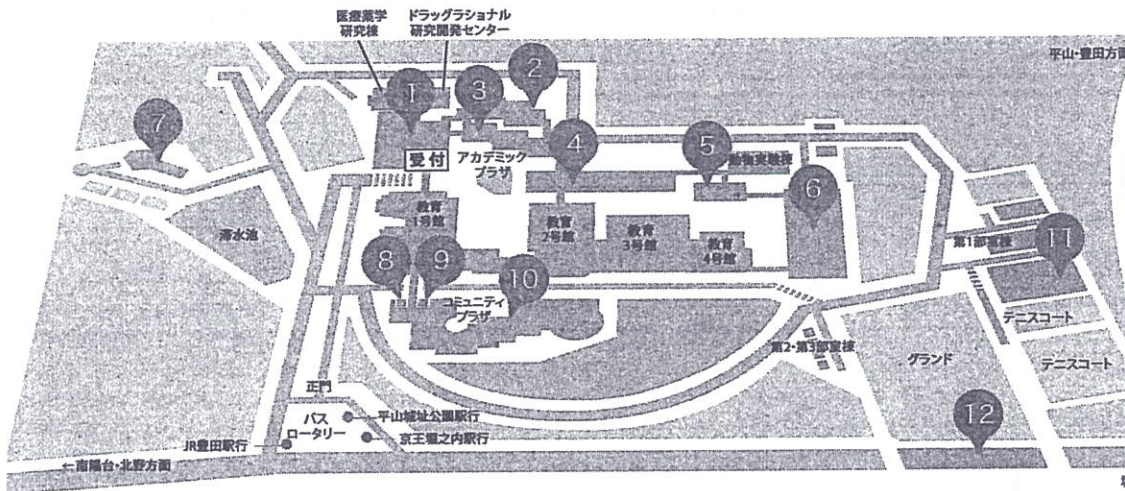 医療薬学
研究棟
ドラッグラショナル
研究開発センター
平山・豊田方面
1
2
3
4
5
6
7
受付
アカデミック
プラザ
動物実験棟
教育
1号館
教育
2号館
教育
3号館
教育
4号館
滞水池
第1部室棟
11
8
9
10
コミュニティ
プラザ
テニスコート
第2・第3部室棟
グランド
テニスコート
12
正門
バス
ロータリー
平山城址公園駅行
京王堀之内駅行
JR豊田駅行
←南陽台・北野方面